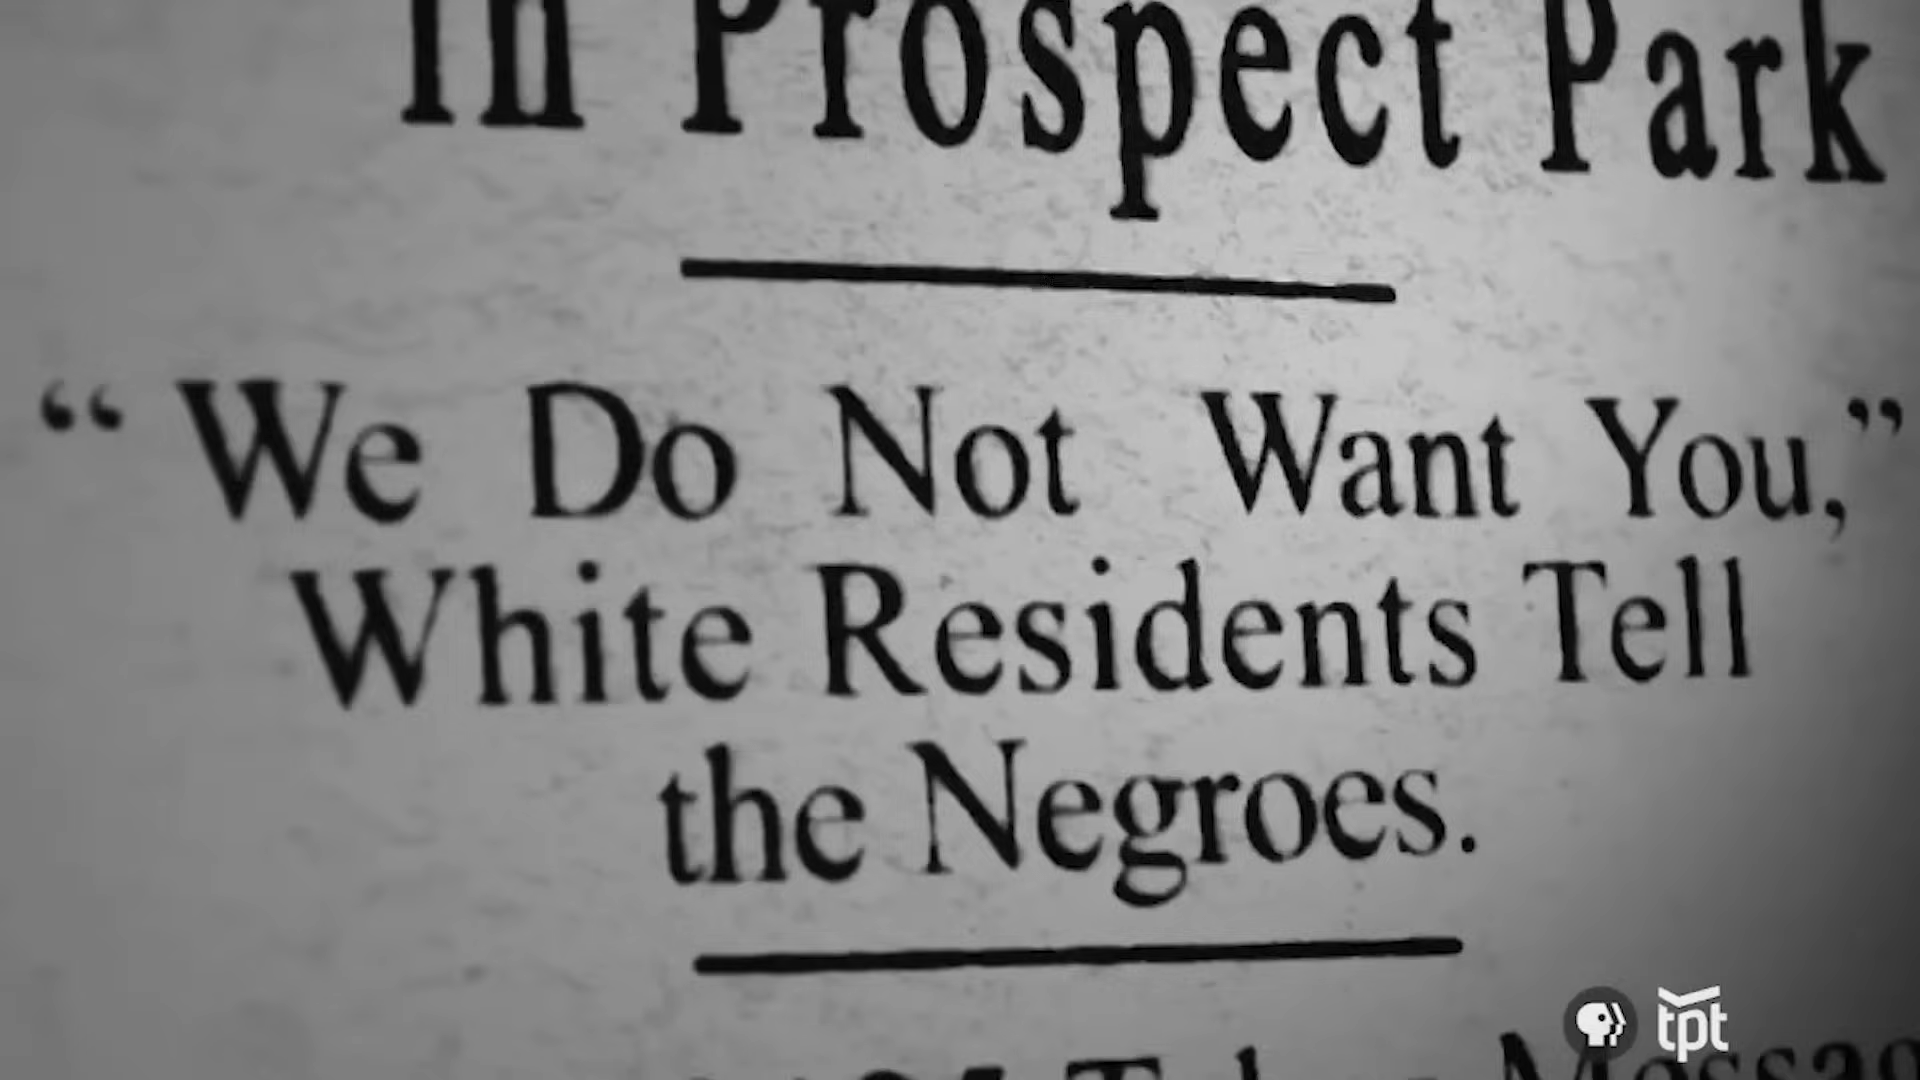 In Prospect Park
“We Do Not Want You,”
White Residents Tell
the Negroes.
tpt